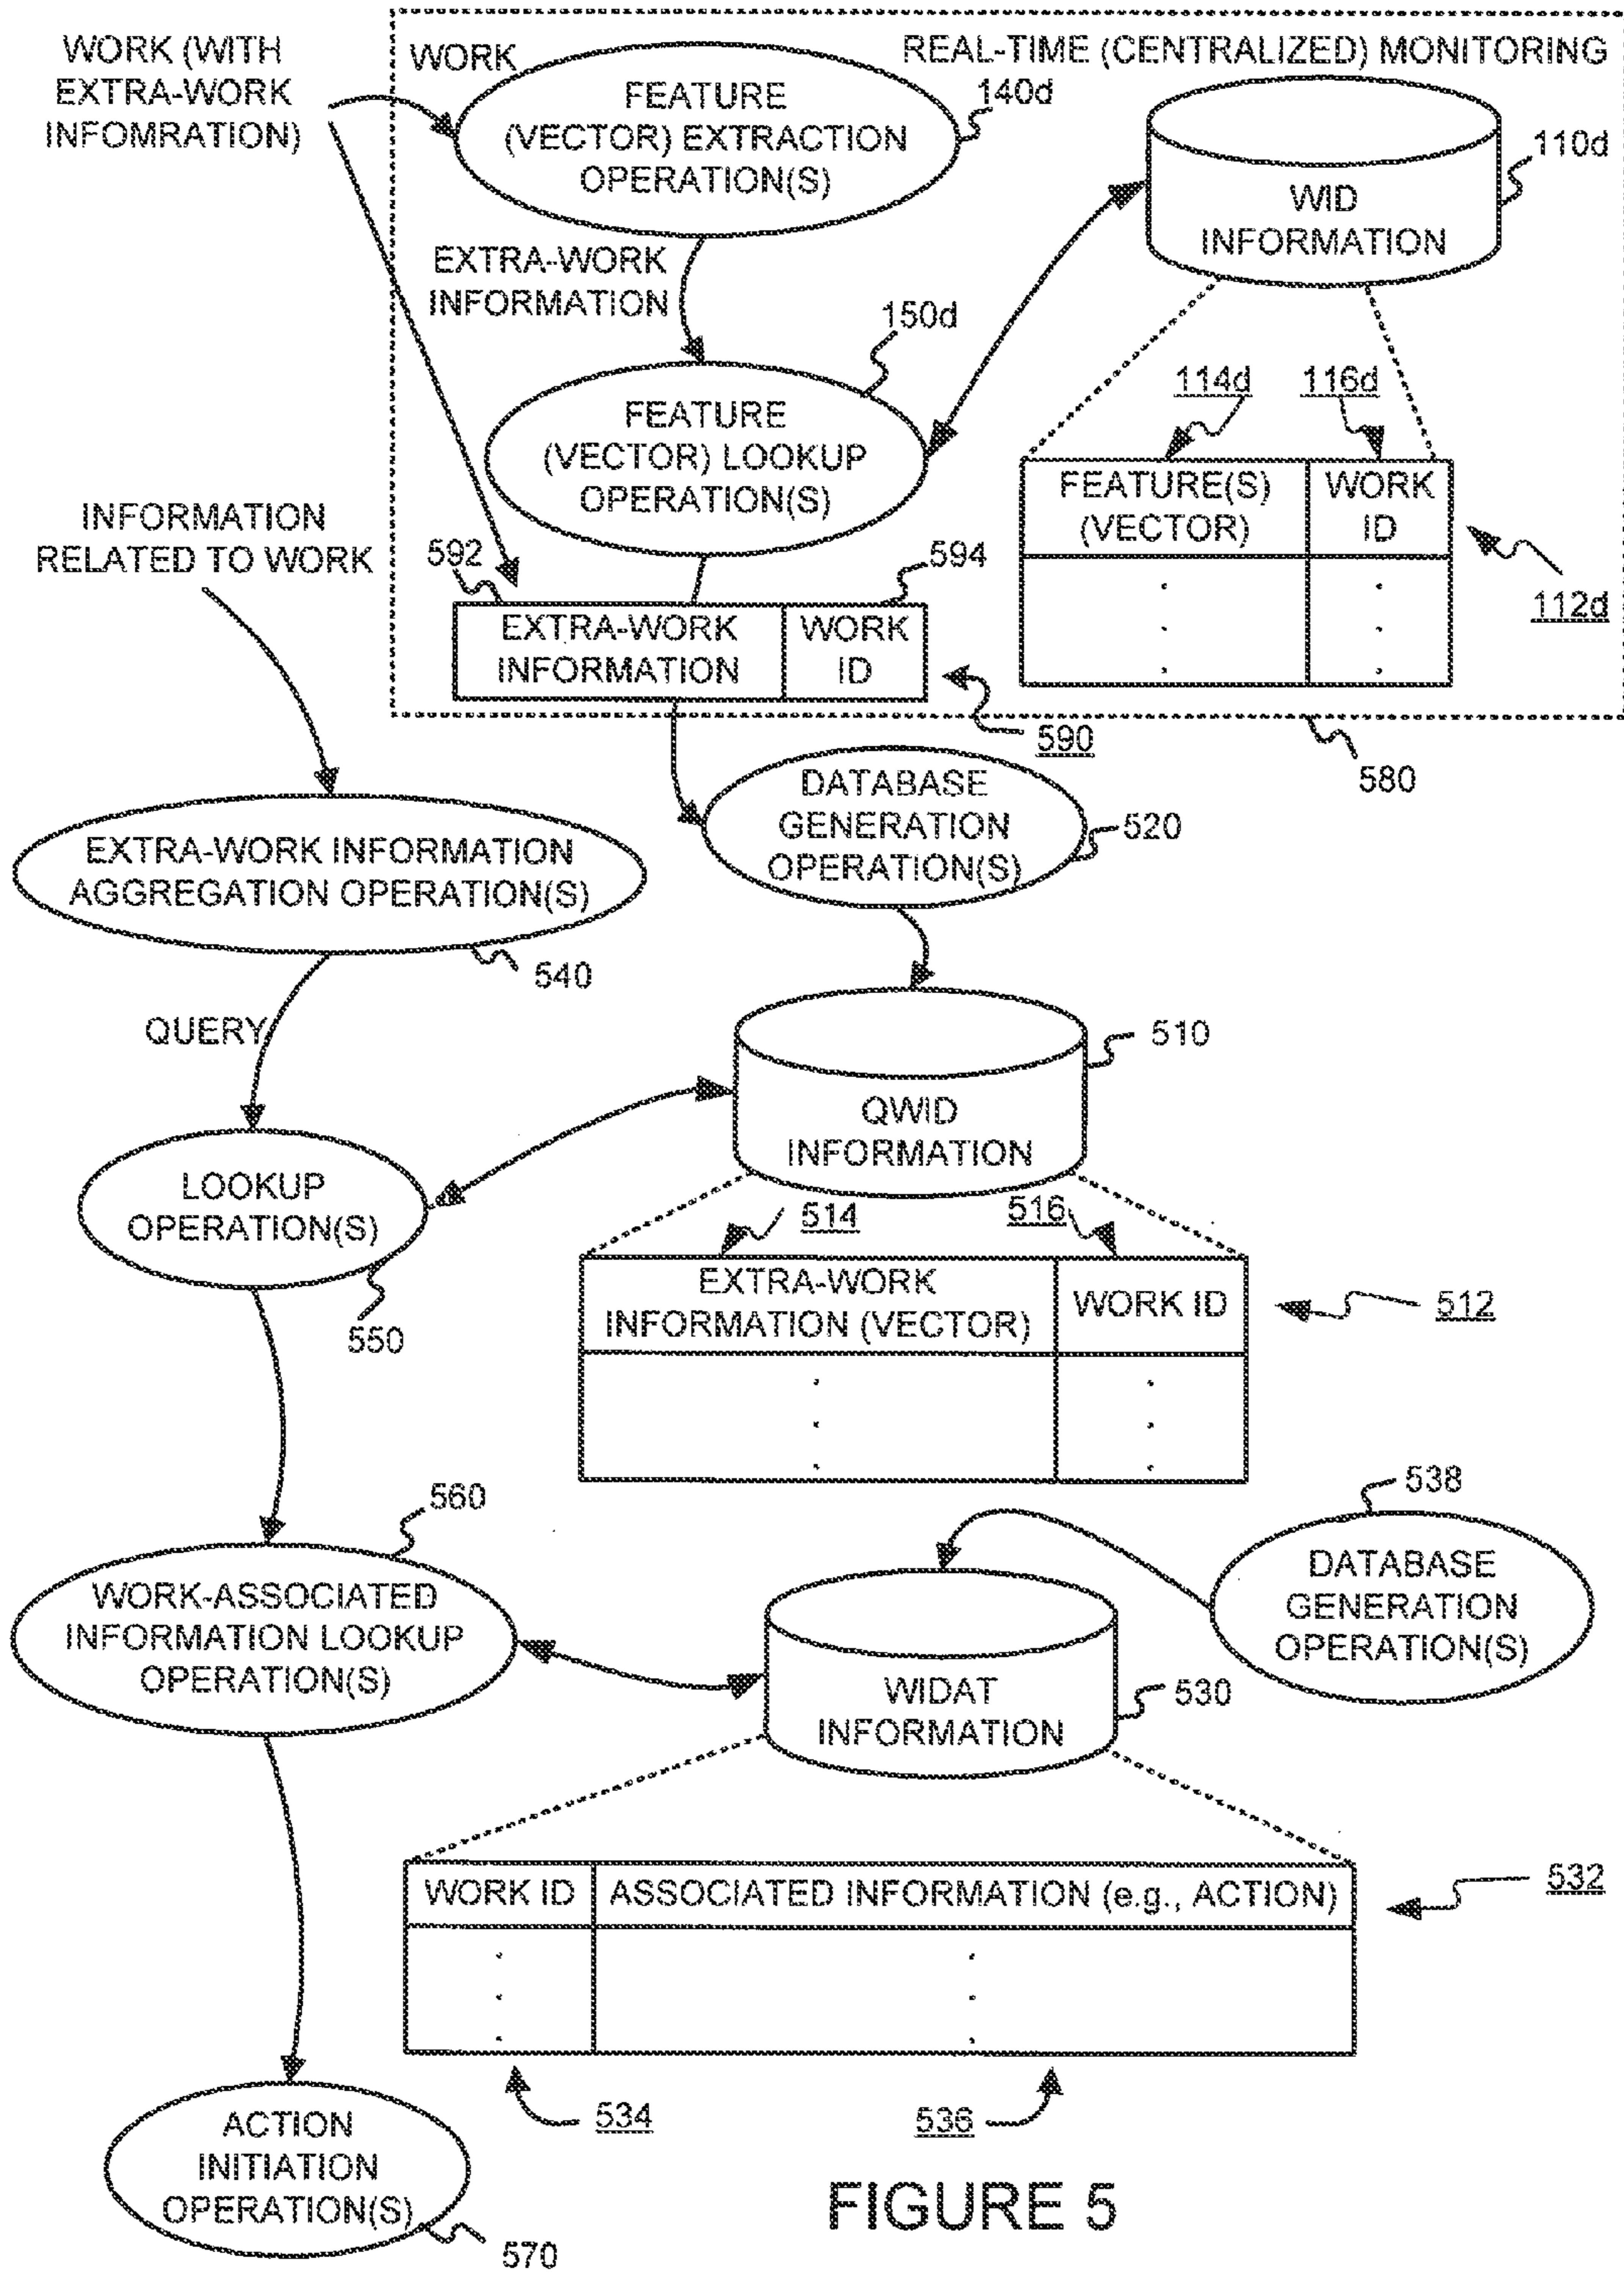 WORK (WITH
EXTRA-WORK
INFOMRATION)
WORK
REAL-TIME (CENTRALIZED) MONITORING
FEATURE
(VECTOR) EXTRACTION
OPERATION(S)
140d
WID
INFORMATION
110d
EXTRA-WORK
INFORMATION
150d
FEATURE
(VECTOR) LOOKUP
OPERATION(S)
114d
116d
FEATURE(S)
(VECTOR)
WORK
ID
112d
INFORMATION
RELATED TO WORK
592
594
EXTRA-WORK
INFORMATION
WORK
ID
590
580
DATABASE
GENERATION
OPERATION(S)
520
EXTRA-WORK INFORMATION
AGGREGATION OPERATION(S)
540
QUERY
510
QWID
INFORMATION
LOOKUP
OPERATION(S)
550
514
516
EXTRA-WORK
INFORMATION (VECTOR)
WORK ID
512
560
WORK-ASSOCIATED
INFORMATION LOOKUP
OPERATION(S)
538
DATABASE
GENERATION
OPERATION(S)
WIDAT
INFORMATION
530
WORK ID
ASSOCIATED INFORMATION (e.g., ACTION)
532
534
536
ACTION
INITIATION
OPERATION(S)
570
FIGURE 5